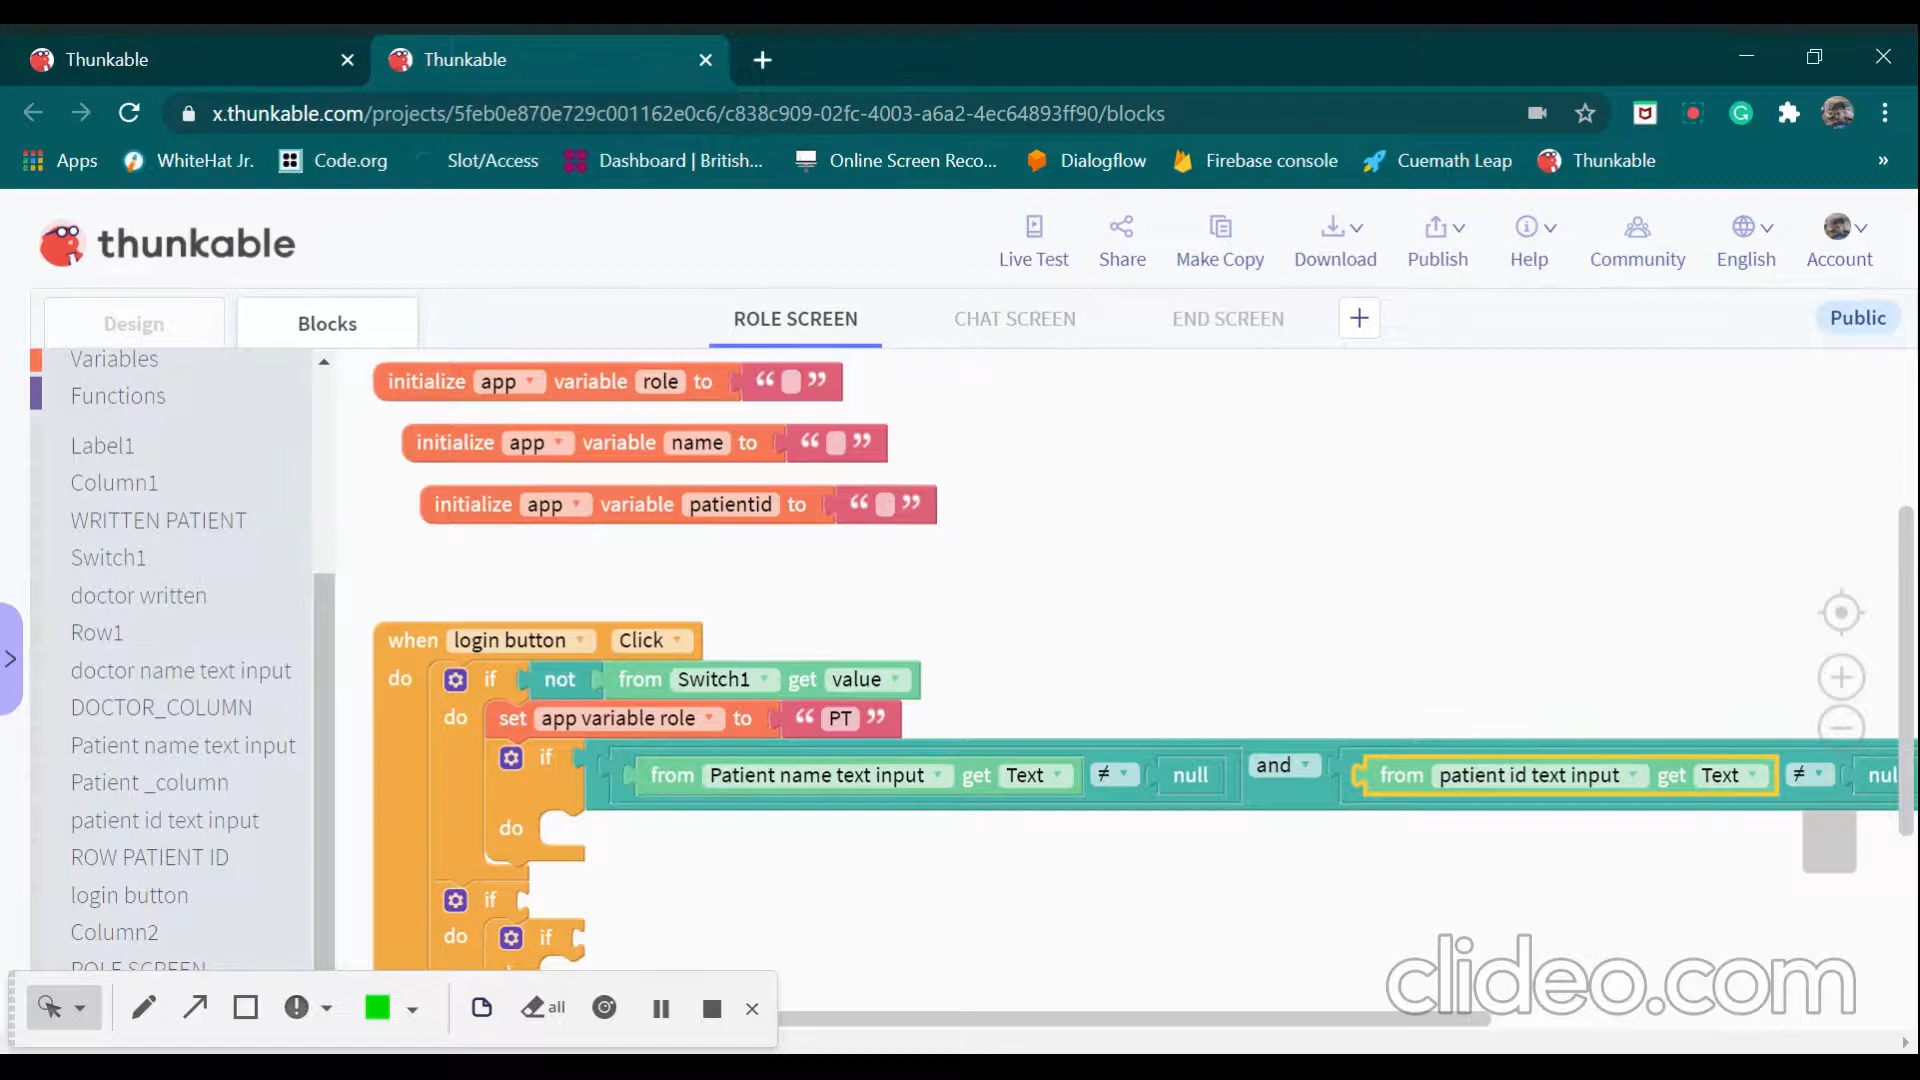 Thunkable
Thunkable
x.thunkable.com/projects/5feb0e870e729c001162e0c6/c838c909-02fc-4003-a6a2-4ec64893ff90/blocks
Apps WhiteHat Jr. Code.org Slot/Access Dashboard | British... Online Screen Reco... Dialogflow Firebase console Cuemath Leap Thunkable »
thunkable
Live Test Share Make Copy Download Publish Help Community English Account
Design Blocks ROLE SCREEN CHAT SCREEN END SCREEN + Public
Variables
Functions
Label1
Column1
WRITTEN PATIENT
Switch1
doctor written
Row1
doctor name text input
DOCTOR_COLUMN
Patient name text input
Patient _column
patient id text input
ROW PATIENT ID
login button
Column2
ROLE SCREEN
initialize app variable role to “ ”
initialize app variable name to “ ”
initialize app variable patientid to “ ”
when login button Click
do if not from Switch1 get value
do set app variable role to “ PT ”
if from Patient name text input get Text ≠ null and from patient id text input get Text ≠ nul
do
if
do if
all
clideo.com